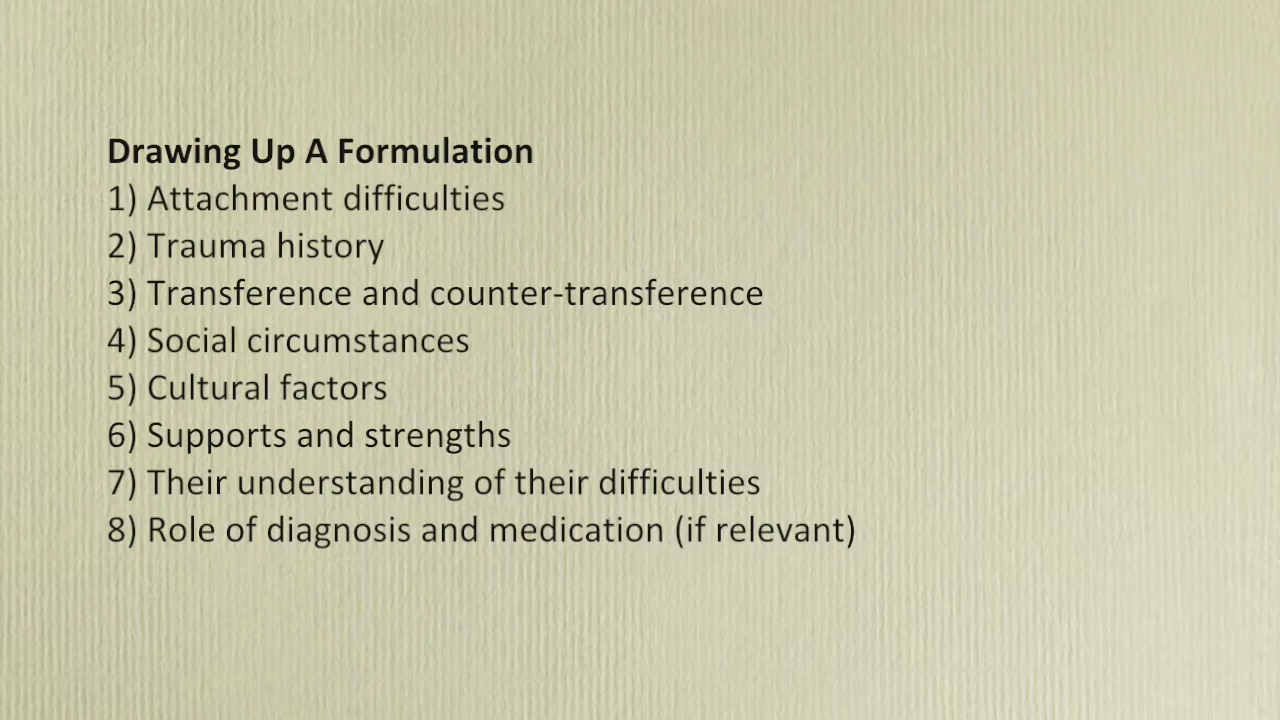 Drawing Up A Formulation
1) Attachment difficulties
2) Trauma history
3) Transference and counter-transference
4) Social circumstances
5) Cultural factors
6) Supports and strengths
7) Their understanding of their difficulties
8) Role of diagnosis and medication (if relevant)